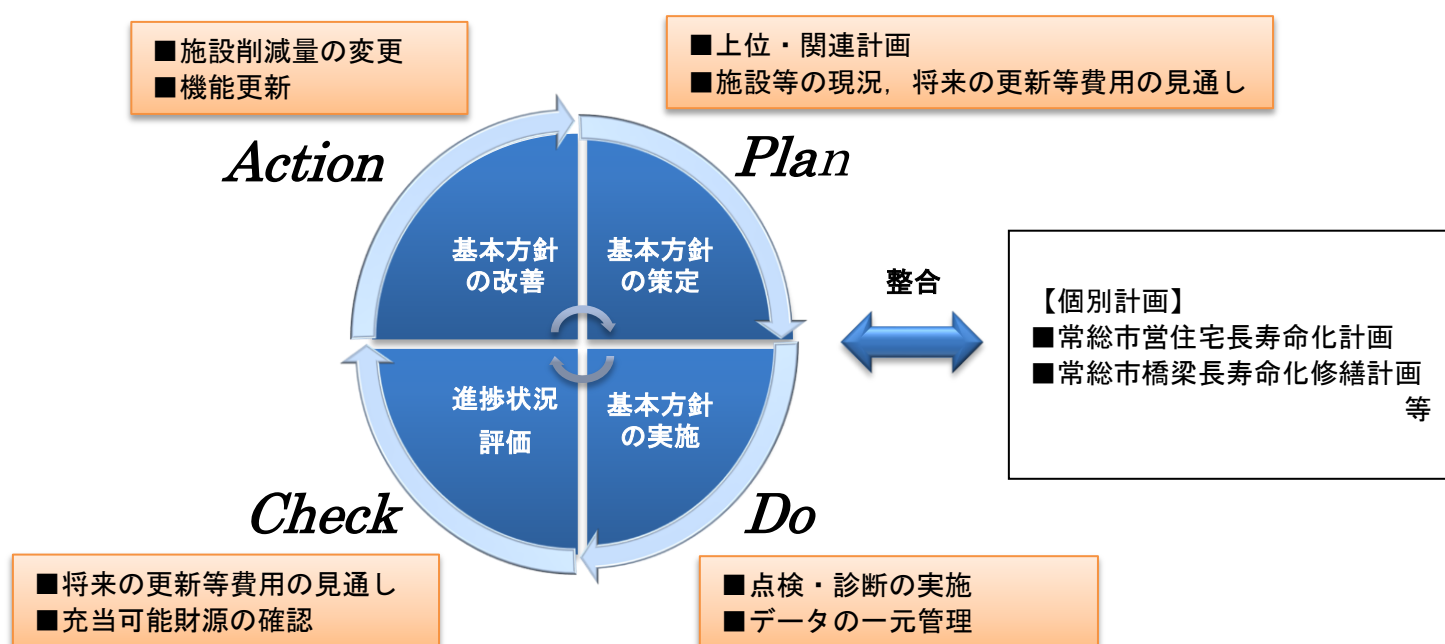 ■施設削減量の変更
■機能更新
■上位・関連計画
■施設等の現況，将来の更新等費用の見通し
Action
Plan
基本方針
の改善
基本方針
の策定
整合
【個別計画】
■常総市営住宅長寿命化計画
■常総市橋梁長寿命化修繕計画
等
進捗状況
評価
基本方針
の実施
Check
Do
■将来の更新等費用の見通し
■充当可能財源の確認
■点検・診断の実施
■データの一元管理